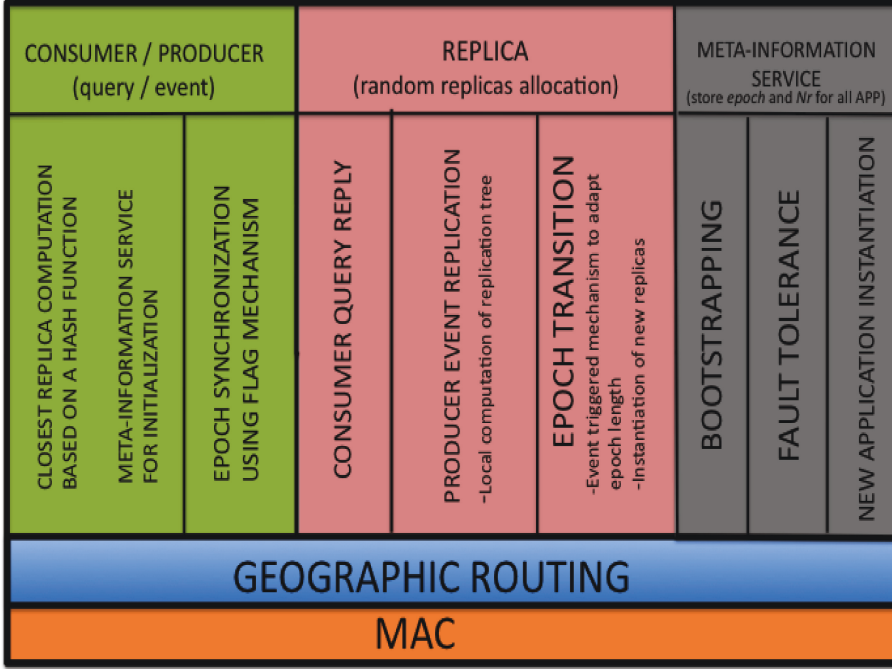 CONSUMER / PRODUCER
(query / event)
CLOSEST REPLICA COMPUTATION
BASED ON A HASH FUNCTION
META-INFORMATION SERVICE
FOR INITIALIZATION
EPOCH SYNCHRONIZATION
USING FLAG MECHANISM
REPLICA
(random replicas allocation)
CONSUMER QUERY REPLY
PRODUCER EVENT REPLICATION
-Local computation of replication tree
EPOCH TRANSITION
-Event triggered mechanism to adapt
epoch length
-Instantiation of new replicas
META-INFORMATION
SERVICE
(store epoch and Nr for all APP)
BOOTSTRAPPING
FAULT TOLERANCE
NEW APPLICATION INSTANTIATION
GEOGRAPHIC ROUTING
MAC